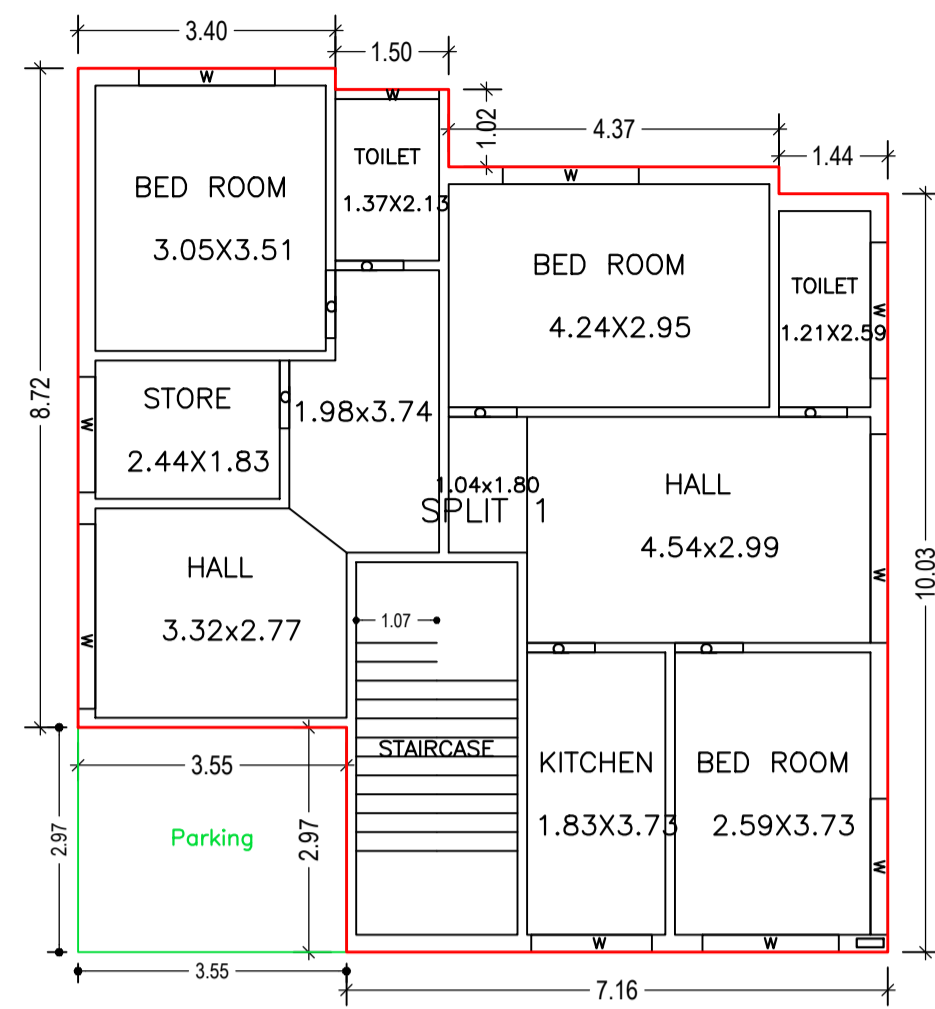 3.40
1.50
W
W
1.02
4.37
1.44
TOILET
1.37X2.13
BED ROOM
3.05X3.51
W
BED ROOM
4.24X2.95
TOILET
1.21X2.59
W
D
D
8.72
STORE
2.44X1.83
W
D
1.98x3.74
D
D
1.04x1.80
SPLIT 1
HALL
4.54x2.99
W
10.03
HALL
3.32x2.77
W
1.07
D
D
STAIRCASE
KITCHEN
1.83X3.73
BED ROOM
2.59X3.73
W
3.55
2.97
Parking
2.97
W
W
3.55
7.16